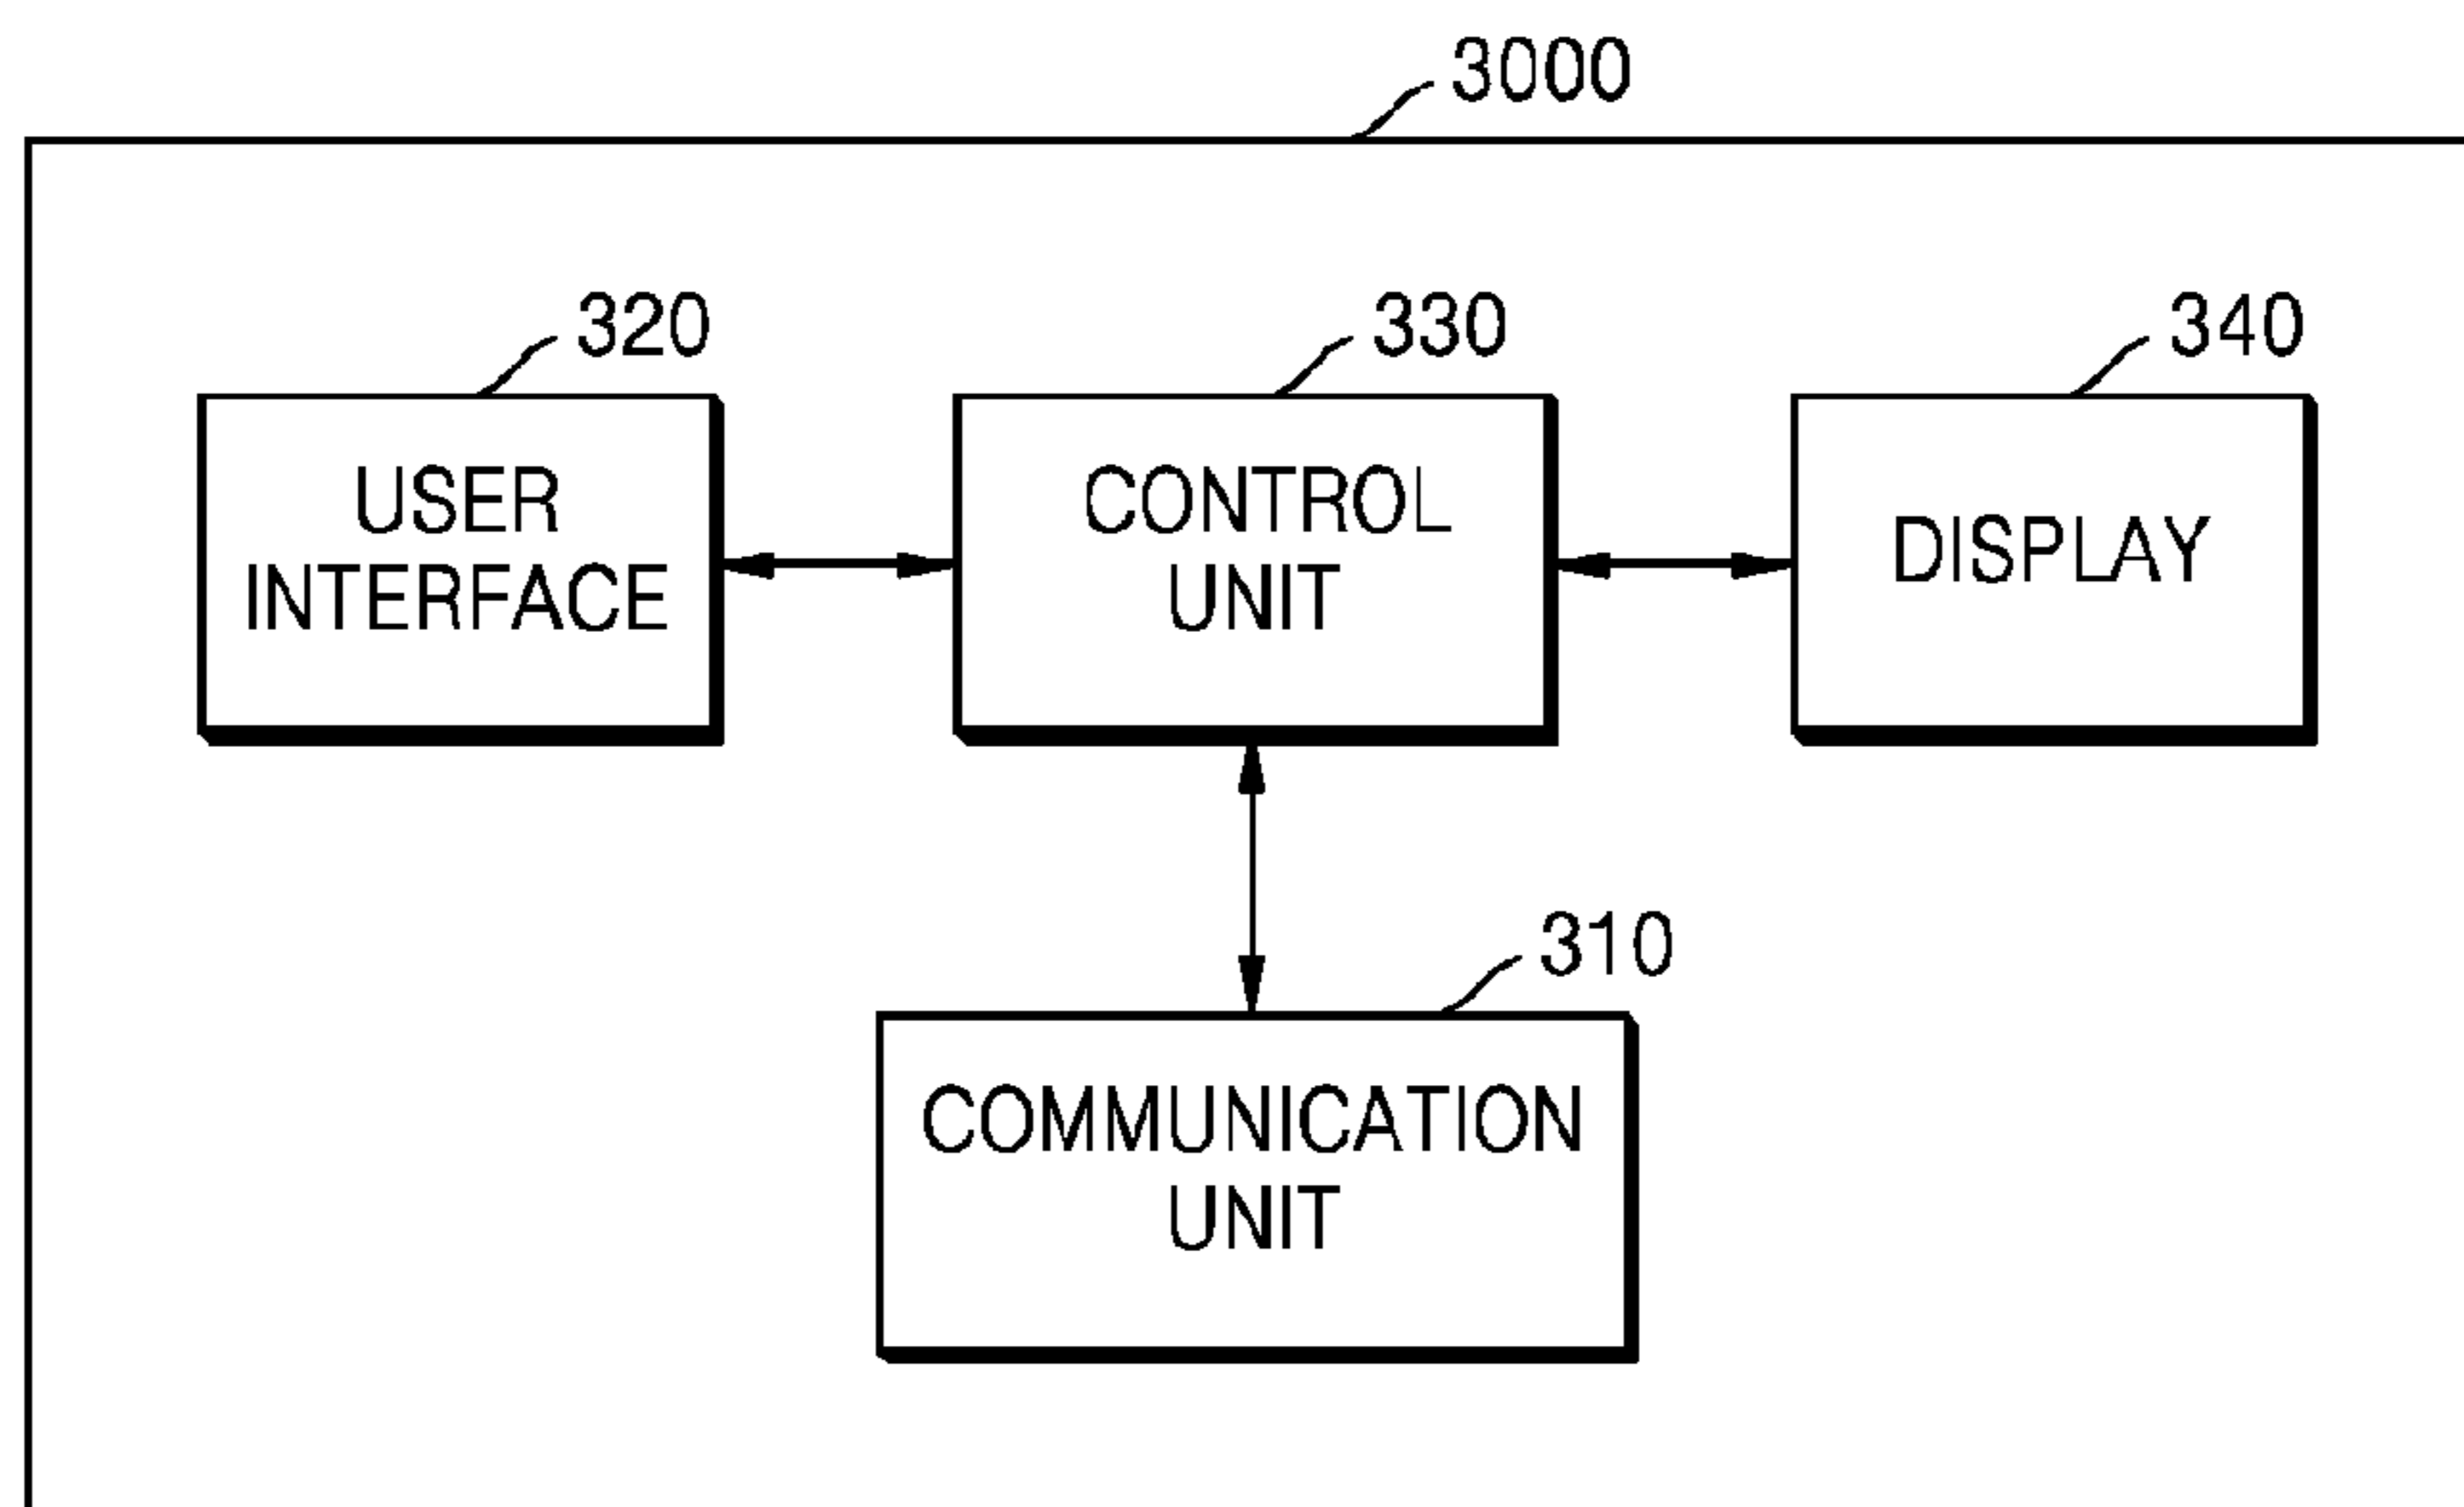 3000
320
330
340
USER
INTERFACE
CONTROL
UNIT
DISPLAY
310
COMMUNICATION
UNIT